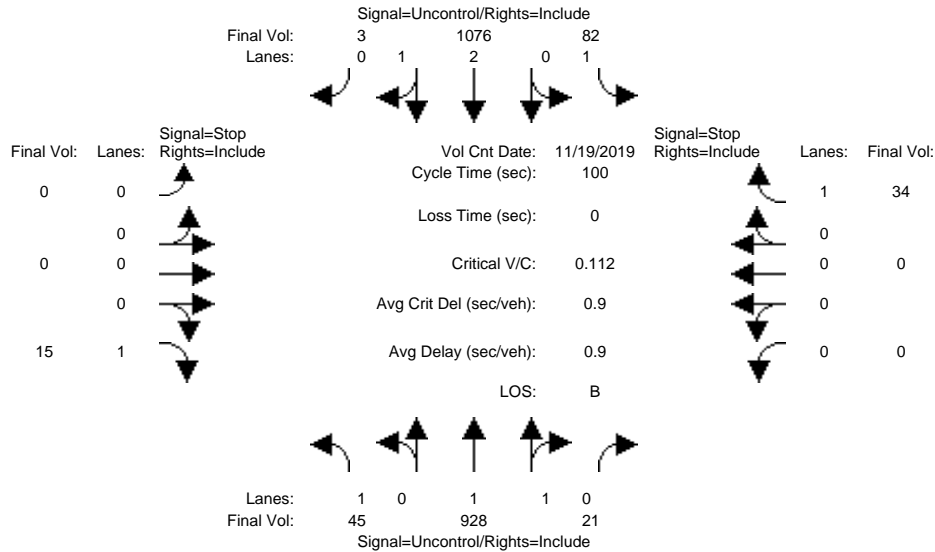 Signal=Uncontrol/Rights=Include
Final Vol: 3 1076 82
Lanes: 0 1 2 0 1
Signal=Stop
Final Vol: Lanes: Rights=Include
Vol Cnt Date: 11/19/2019
Signal=Stop
Rights=Include Lanes: Final Vol:
Cycle Time (sec): 100
0 0
1 34
Loss Time (sec): 0
0
0
0 0
Critical V/C: 0.112
0 0
0
Avg Crit Del (sec/veh): 0.9
0
15 1
Avg Delay (sec/veh): 0.9
0 0
LOS: B
Lanes: 1 0 1 1 0
Final Vol: 45 928 21
Signal=Uncontrol/Rights=Include